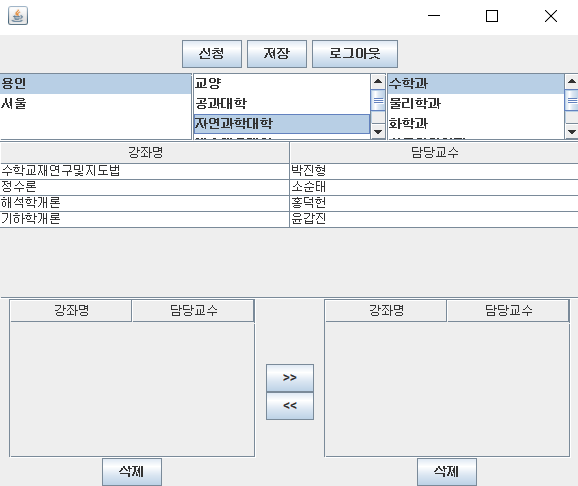 신청 저장 로그아웃
용인 교양 수학과
서울 공과대학 물리학과
자연과학대학 화학과
강좌명 담당교수
수학교재연구및지도법 박진형
정수론 소순태
해석학개론 홍덕헌
기하학개론 윤갑진
강좌명 담당교수 강좌명 담당교수
>>
<<
삭제 삭제